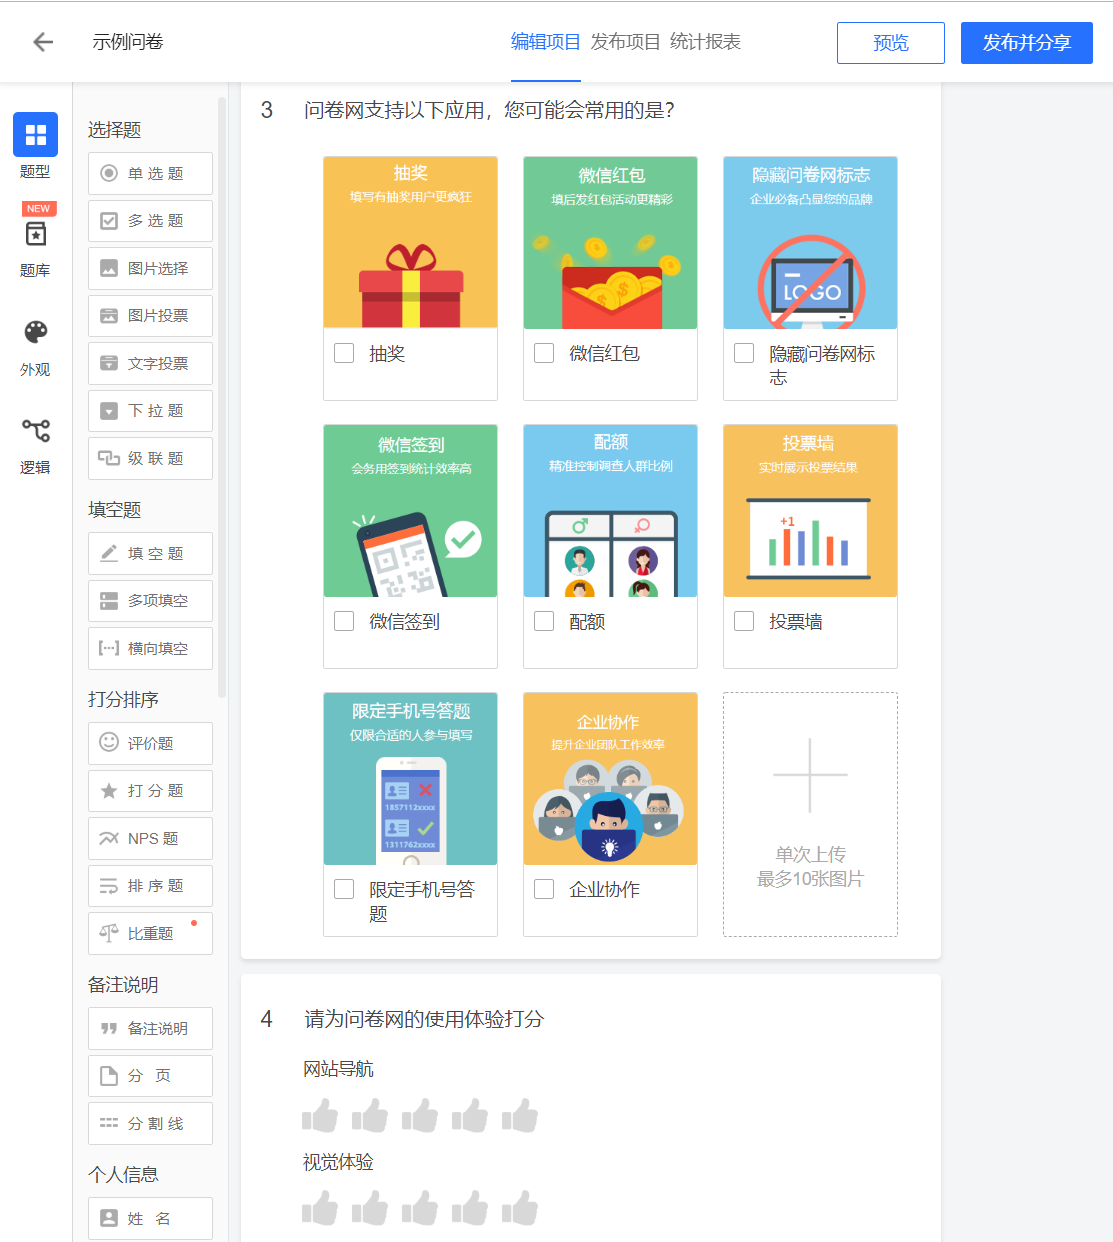 示例问卷
编辑项目 发布项目 统计报表
预览
发布并分享
题型
NEW
题库
外观
逻辑
选择题
单选题
多选题
图片选择
图片投票
文字投票
下拉题
级联题
填空题
填空题
多项填空
横向填空
打分排序
评价题
打分题
NPS 题
排序题
比重题
备注说明
备注说明
分 页
分割线
个人信息
姓 名
3 问卷网支持以下应用，您可能会常用的是?
抽奖
填写有抽奖用户更疯狂
抽奖
微信红包
填后发红包活动更精彩
微信红包
隐藏问卷网标志
企业必备凸显您的品牌
LOGO
隐藏问卷网标
志
微信签到
会务用签到统计效率高
微信签到
配额
精准控制调查人群比例
配额
投票墙
实时展示投票结果
+1
投票墙
限定手机号答题
仅限合适的人参与填写
1857112xxxx
1311762xxxx
限定手机号答
题
企业协作
提升企业团队工作效率
企业协作
单次上传
最多10张图片
4 请为问卷网的使用体验打分
网站导航
视觉体验